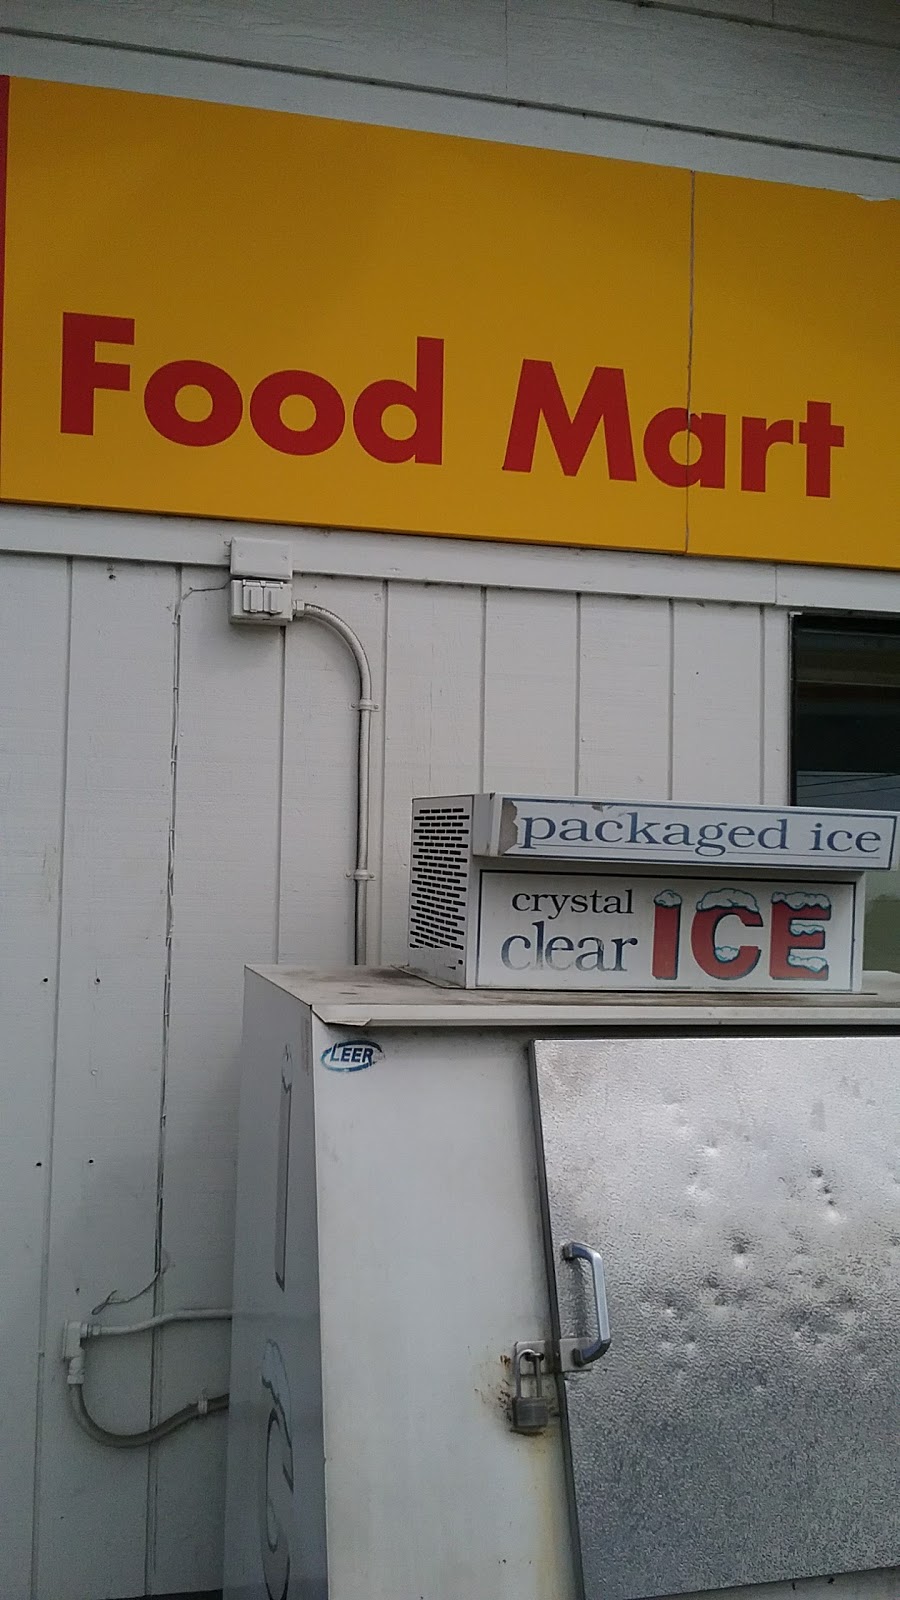 Food Mart
packaged ice
crystal
clear ICE
LEER